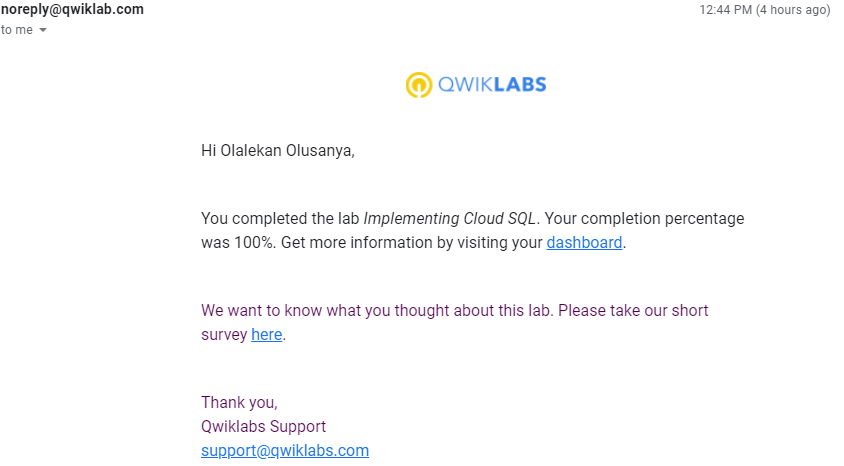 noreply@qwiklab.com 12:44 PM (4 hours ago)
to me
QWIKLABS
Hi Olalekan Olusanya,
You completed the lab Implementing Cloud SQL. Your completion percentage
was 100%. Get more information by visiting your dashboard.
We want to know what you thought about this lab. Please take our short
survey here.
Thank you,
Qwiklabs Support
support@qwiklabs.com